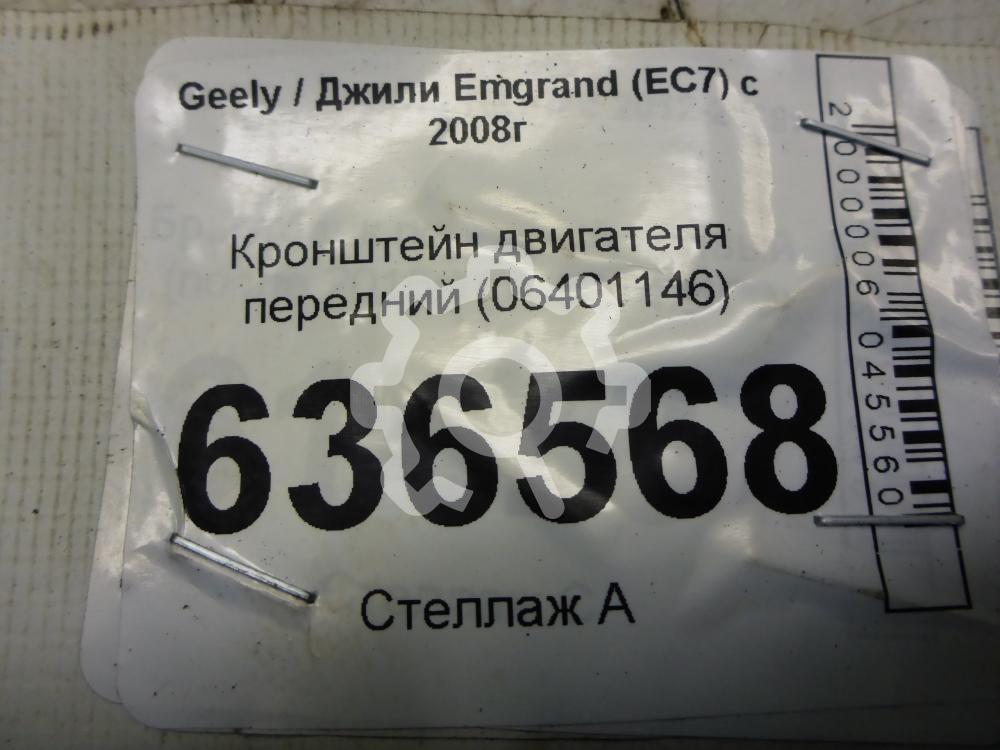 Geely / Джили Emgrand (EC7) с
2008г
Кронштейн двигателя
передний (06401146)
636568
Стеллаж А
2000006045560